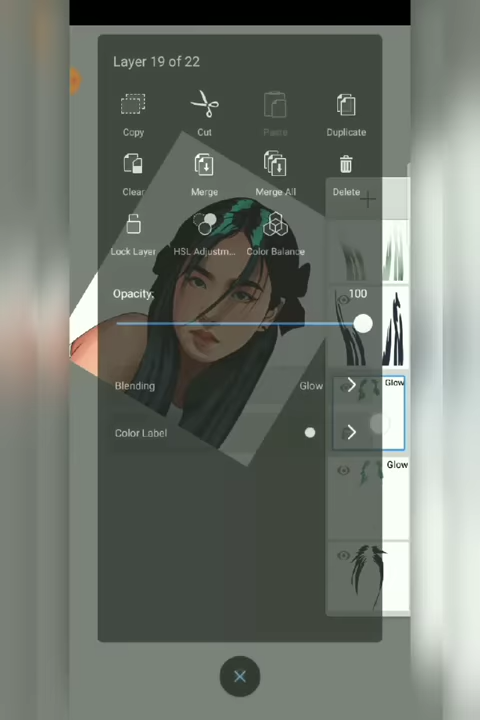 Layer 19 of 22
Copy Cut Paste Duplicate
Clear Merge Merge All Delete
Lock Layer HSL Adjustm... Color Balance
Opacity: 100
Blending Glow
Glow
Color Label
Glow